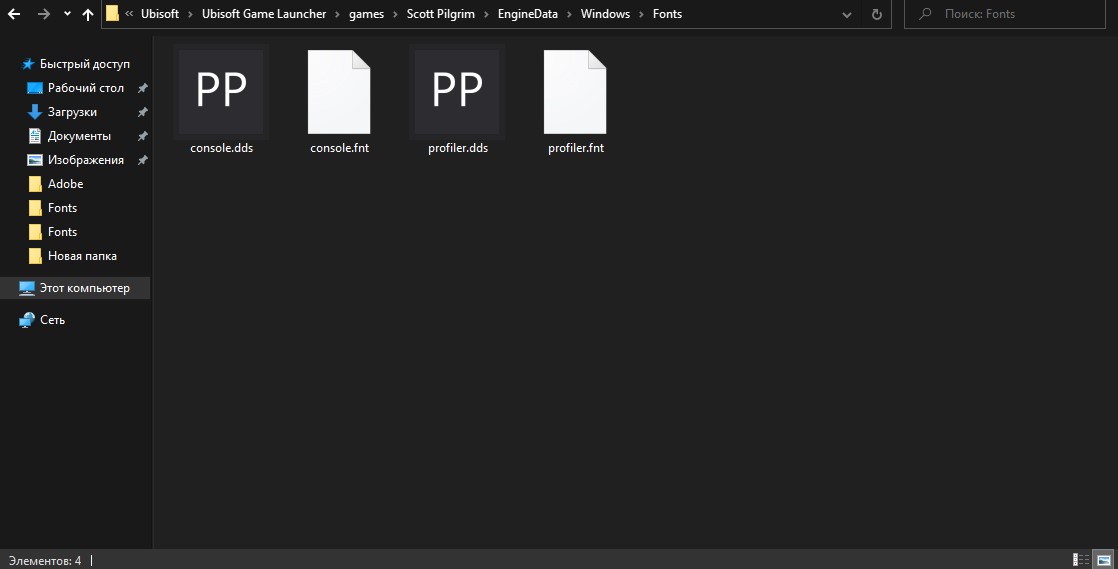 Ubisoft › Ubisoft Game Launcher › games › Scott Pilgrim › EngineData › Windows › Fonts
Поиск: Fonts
Быстрый доступ
Рабочий стол
Загрузки
Документы
Изображения
Adobe
Fonts
Fonts
Новая папка
Этот компьютер
Сеть
PP
PP
console.dds
console.fnt
profiler.dds
profiler.fnt
Элементов: 4